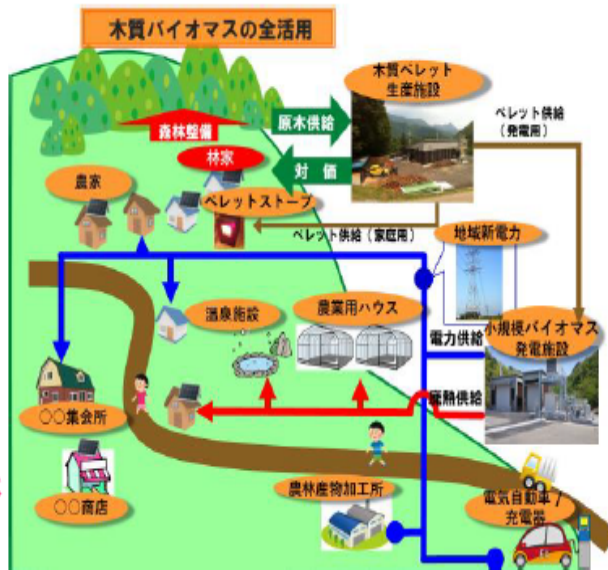 木質バイオマスの全活用
木質ペレット
生産施設
ペレット供給
(発電用)
原木供給
森林整備
林家
対 価
農家
ペレットストーブ
ペレット供給(家庭用)
地域新電力
温泉施設
農業用ハウス
電力供給
小規模バイオマス
発電施設
廃熱供給
○○集会所
○○商店
農林産物加工所
電気自動車/
充電器